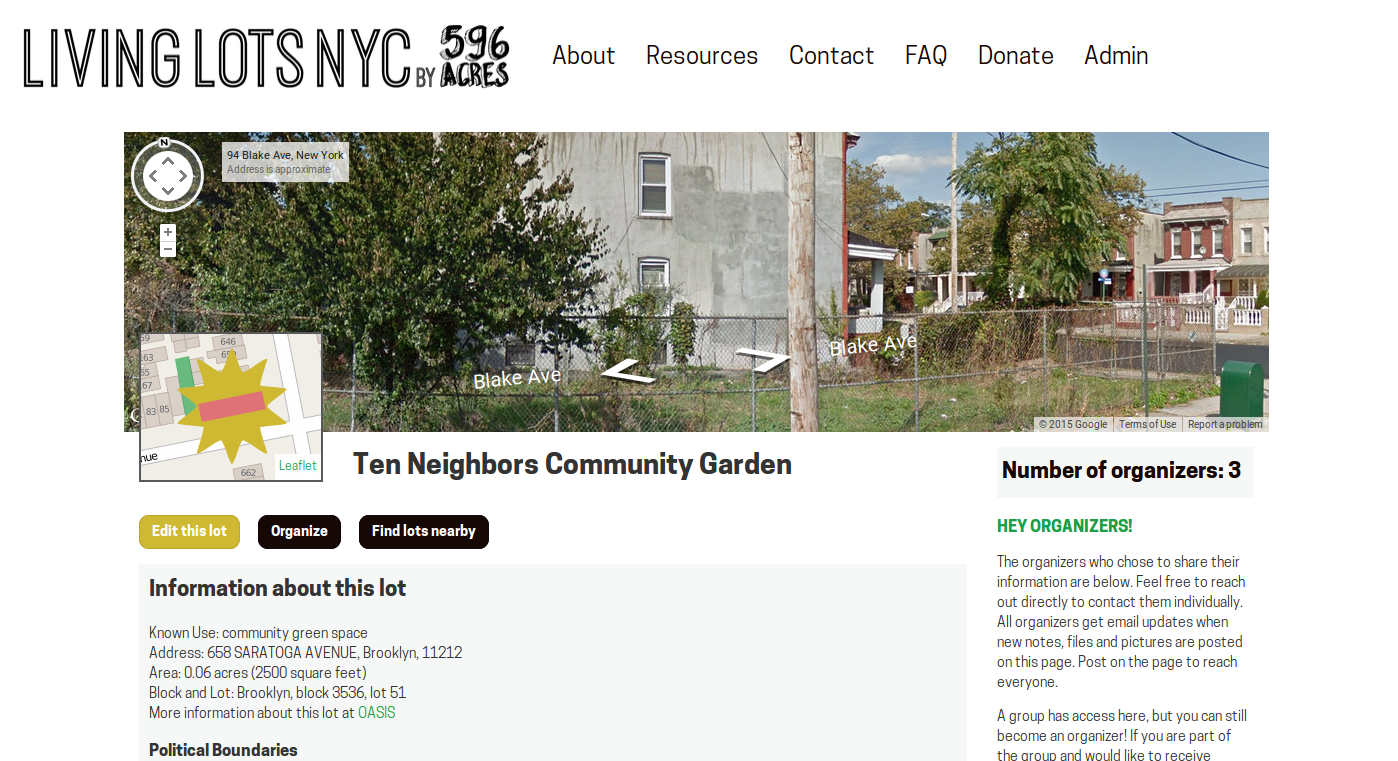 LIVING LOTS NYC BY 596 ACRES
About Resources Contact FAQ Donate Admin
N
94 Blake Ave, New York
Address is approximate
+
−
Blake Ave
Blake Ave
© 2015 Google Terms of Use Report a problem
59
646
163
65
67
83 85
nue
662
Leaflet
Ten Neighbors Community Garden
Edit this lot Organize Find lots nearby
Information about this lot
Known Use: community green space
Address: 658 SARATOGA AVENUE, Brooklyn, 11212
Area: 0.06 acres (2500 square feet)
Block and Lot: Brooklyn, block 3536, lot 51
More information about this lot at OASIS
Political Boundaries
Number of organizers: 3
HEY ORGANIZERS!
The organizers who chose to share their
information are below. Feel free to reach
out directly to contact them individually.
All organizers get email updates when
new notes, files and pictures are posted
on this page. Post on the page to reach
everyone.
A group has access here, but you can still
become an organizer! If you are part of
the group and would like to receive